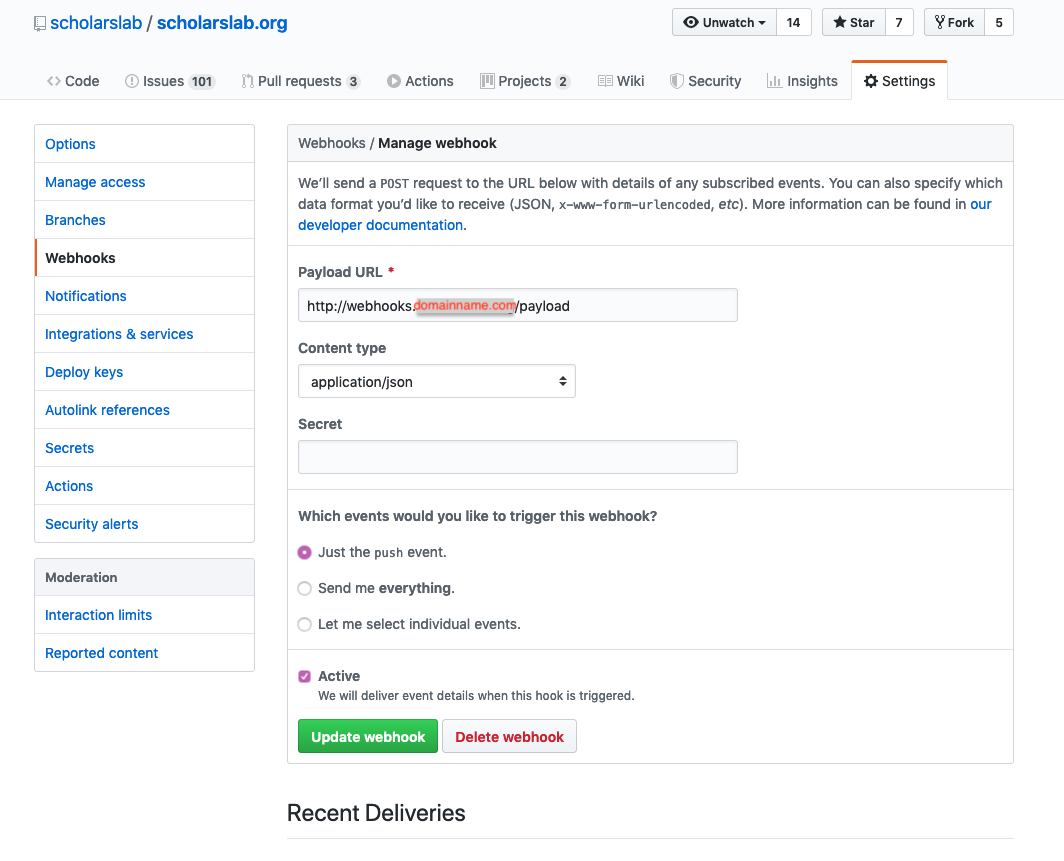 scholarslab / scholarslab.org
Unwatch 14 Star 7 Fork 5
Code Issues 101 Pull requests 3 Actions Projects 2 Wiki Security Insights Settings
Options
Manage access
Branches
Webhooks
Notifications
Integrations & services
Deploy keys
Autolink references
Secrets
Actions
Security alerts
Moderation
Interaction limits
Reported content
Webhooks / Manage webhook
We'll send a POST request to the URL below with details of any subscribed events. You can also specify which
data format you'd like to receive (JSON, x-www-form-urlencoded, etc). More information can be found in our
developer documentation.
Payload URL *
http://webhooks.domainname.com/payload
Content type
application/json
Secret
Which events would you like to trigger this webhook?
Just the push event.
Send me everything.
Let me select individual events.
Active
We will deliver event details when this hook is triggered.
Update webhook Delete webhook
Recent Deliveries